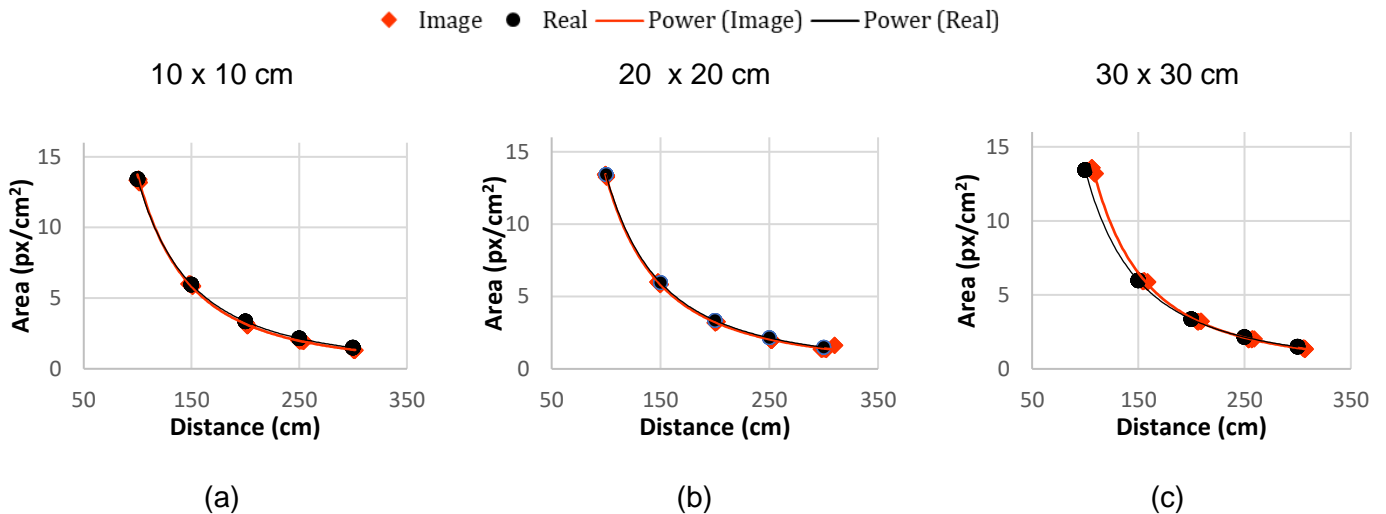 Image Real Power (Image) Power (Real)
10 x 10 cm
15
10
5
0
50 150 250 350
Area (px/cm²)
Distance (cm)
(a)
20 x 20 cm
15
10
5
0
50 150 250 350
Area (px/cm²)
Distance (cm)
(b)
30 x 30 cm
15
10
5
0
50 150 250 350
Area (px/cm²)
Distance (cm)
(c)